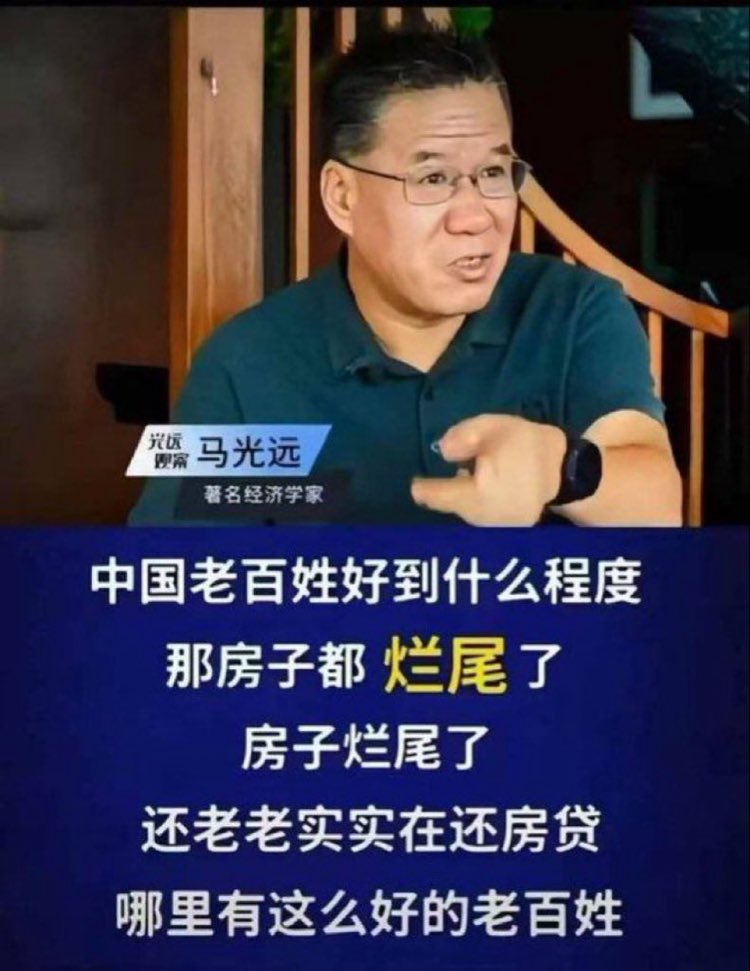 光远
观察
马光远
著名经济学家
中国老百姓好到什么程度
那房子都 烂尾了
房子烂尾了
还老老实实在还房贷
哪里有这么好的老百姓